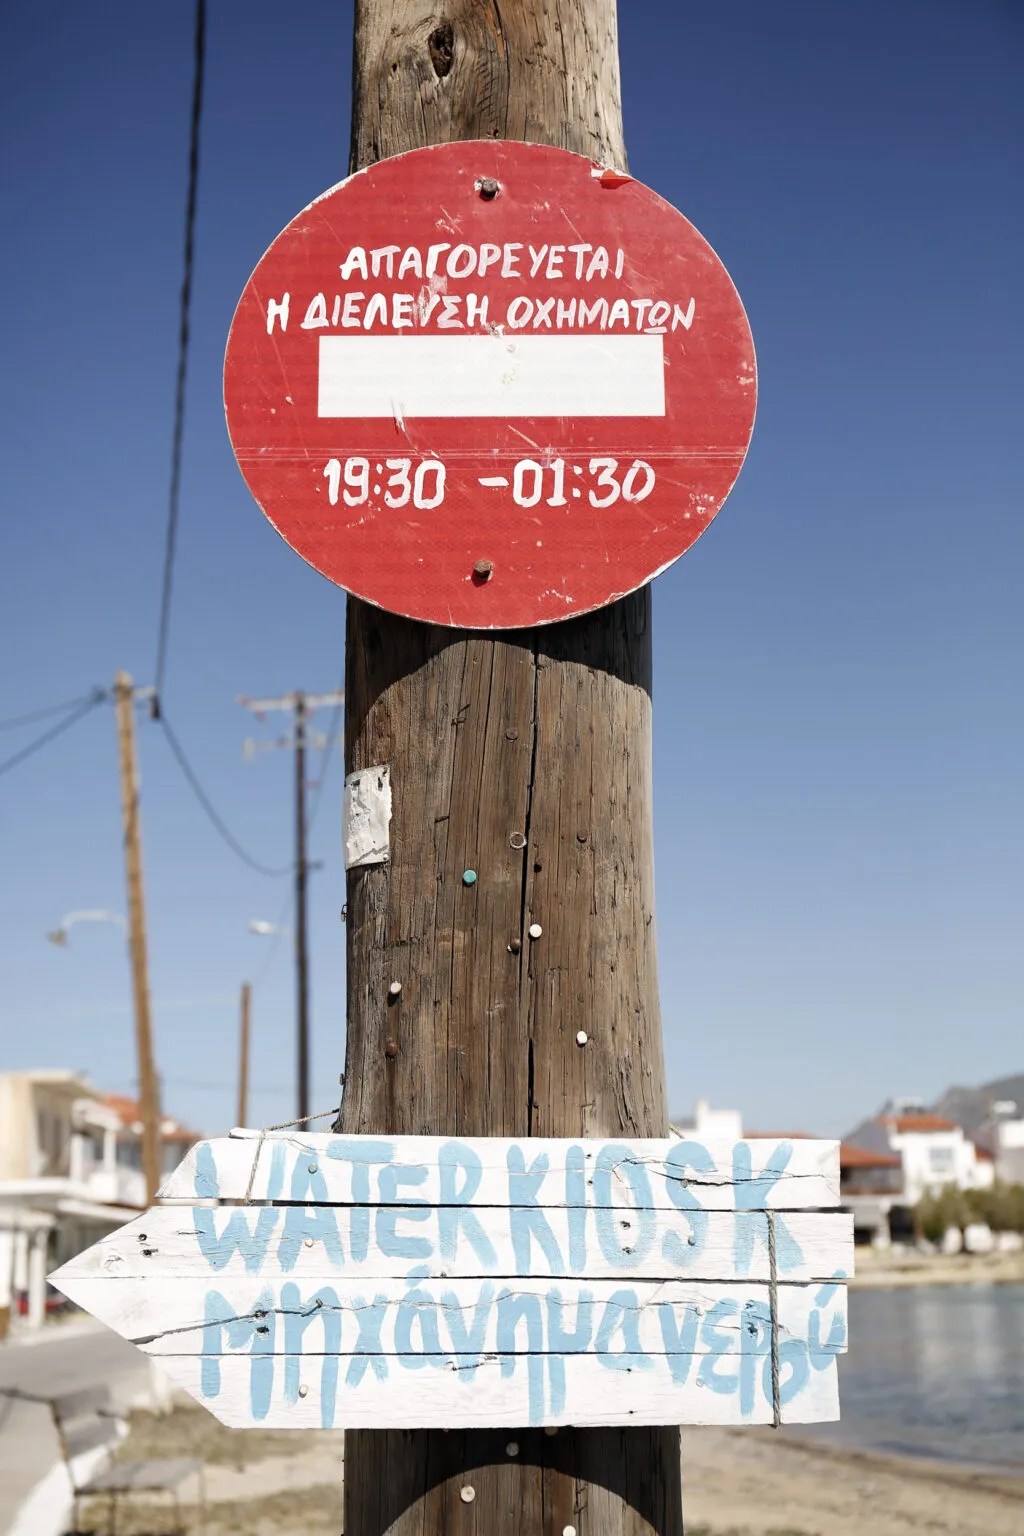 ΑΠΑΓΟΡΕΥΕΤΑΙ
Η ΔΙΕΛΕΥΣΗ ΟΧΗΜΑΤΩΝ
19:30 -01:30
WATER KIOSK
Μηχάνημα νερού